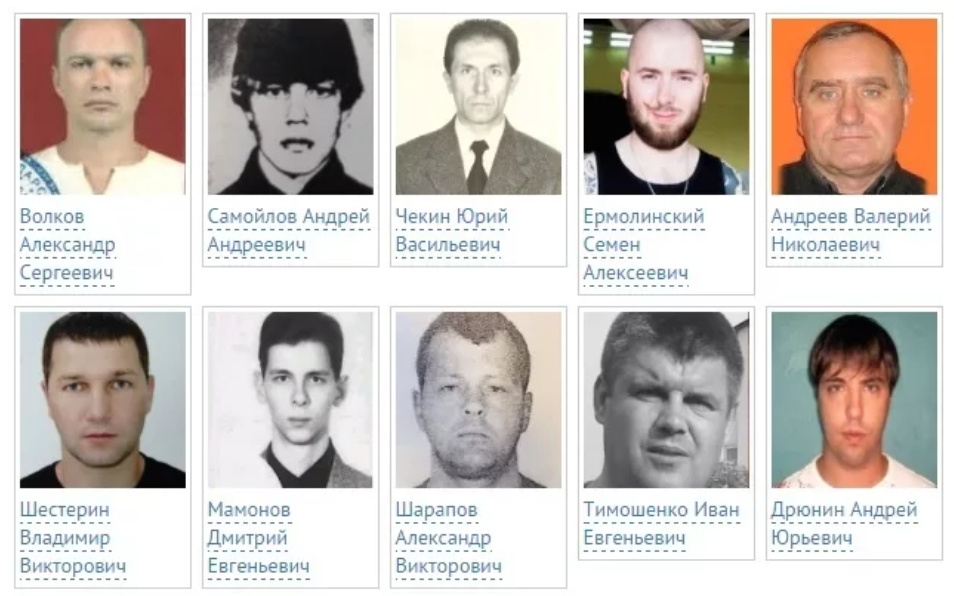 Волков
Александр
Сергеевич
Самойлов Андрей
Андреевич
Чекин Юрий
Васильевич
Ермолинский
Семен
Алексеевич
Андреев Валерий
Николаевич
Шестерин
Владимир
Викторович
Мамонов
Дмитрий
Евгеньевич
Шарапов
Александр
Викторович
Тимошенко Иван
Евгеньевич
Дрюнин Андрей
Юрьевич